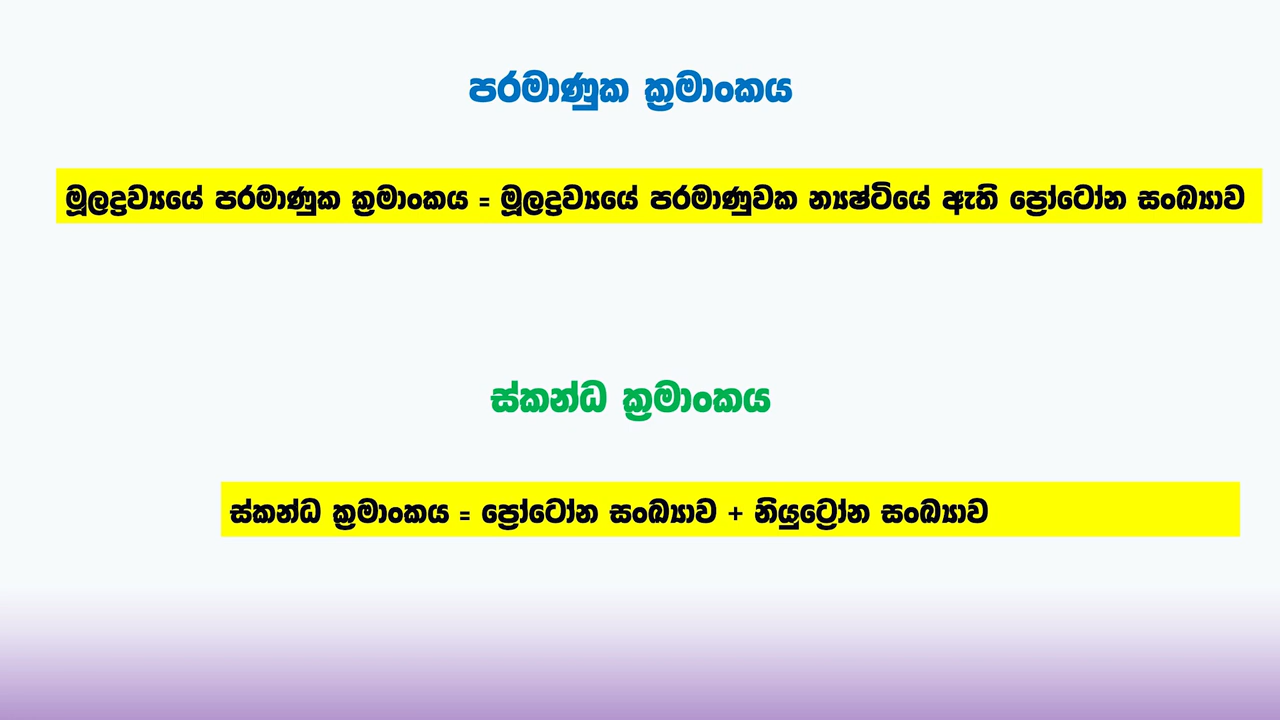 පරමාණුක ක්‍රමාංකය
මූලද්‍රව්‍යයේ පරමාණුක ක්‍රමාංකය = මූලද්‍රව්‍යයේ පරමාණුවක න්‍යෂ්ටියේ ඇති ප්‍රෝටෝන සංඛ්‍යාව
ස්කන්ධ ක්‍රමාංකය
ස්කන්ධ ක්‍රමාංකය = ප්‍රෝටෝන සංඛ්‍යාව + නියුට්‍රෝන සංඛ්‍යාව